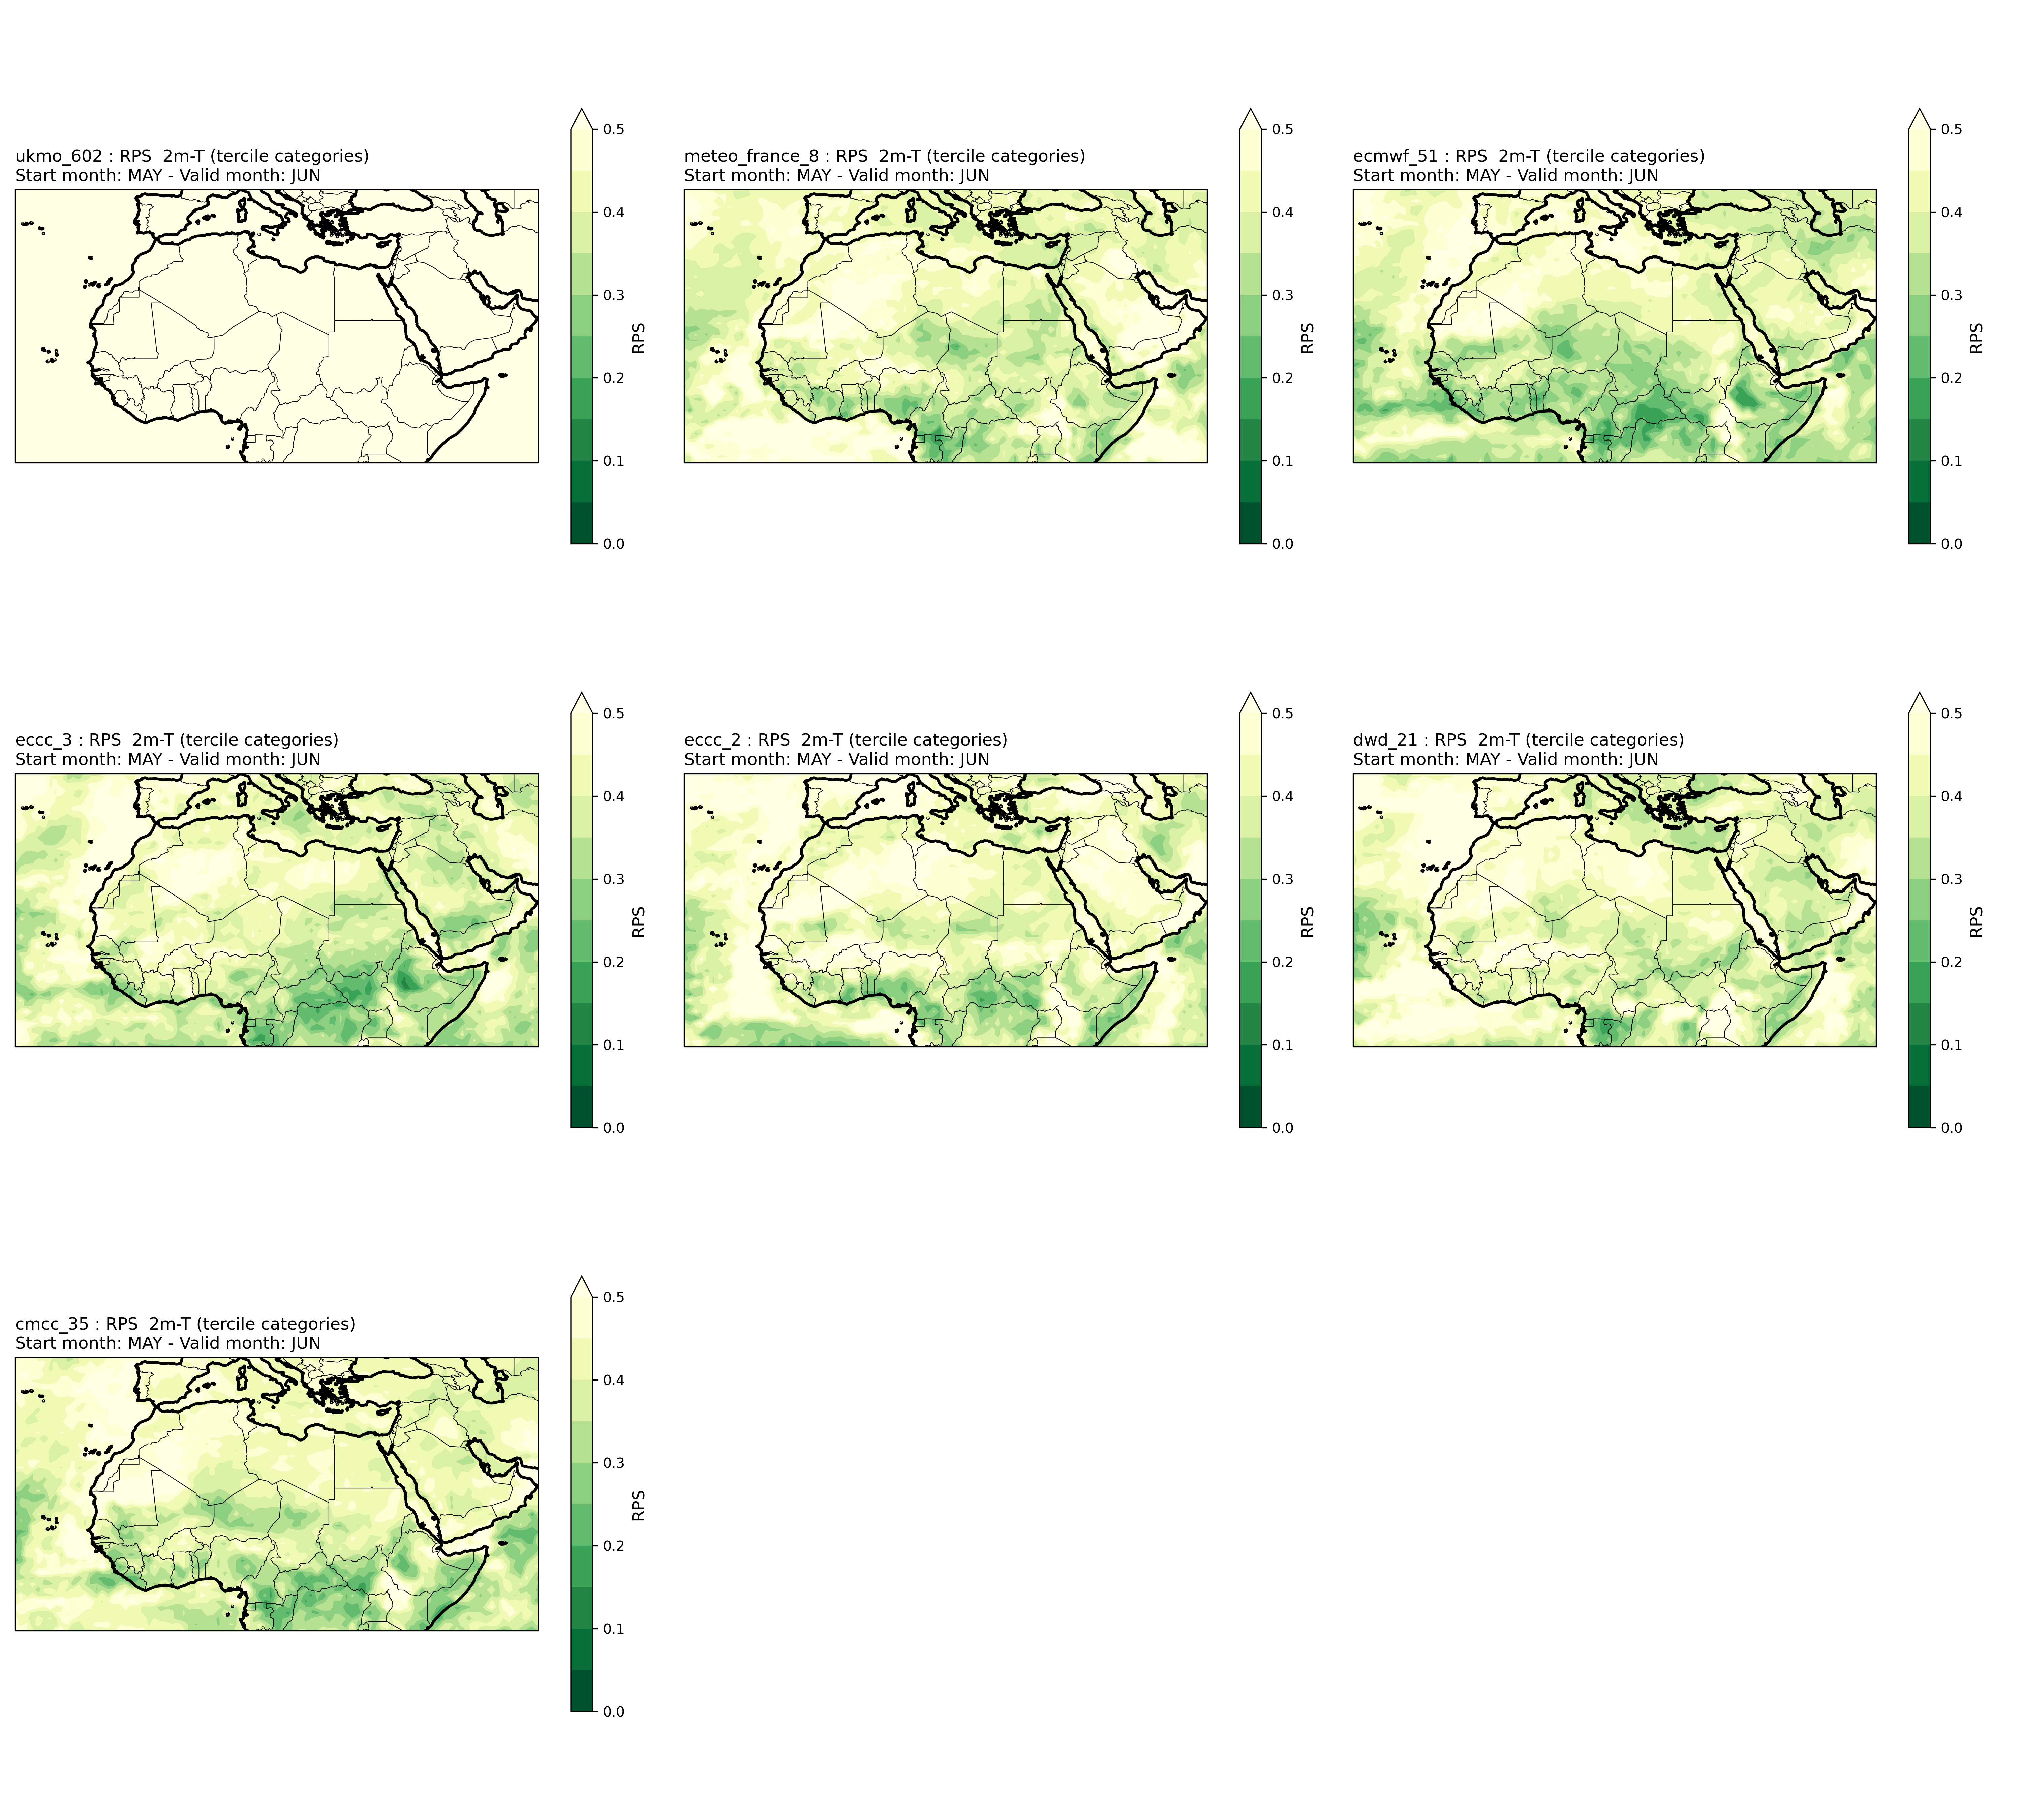 ukmo_602 : RPS  2m-T (tercile categories)
Start month: MAY - Valid month: JUN
0.5
0.4
0.3
0.2
0.1
0.0
RPS
meteo_france_8 : RPS  2m-T (tercile categories)
Start month: MAY - Valid month: JUN
0.5
0.4
0.3
0.2
0.1
0.0
RPS
ecmwf_51 : RPS  2m-T (tercile categories)
Start month: MAY - Valid month: JUN
0.5
0.4
0.3
0.2
0.1
0.0
RPS
eccc_3 : RPS  2m-T (tercile categories)
Start month: MAY - Valid month: JUN
0.5
0.4
0.3
0.2
0.1
0.0
RPS
eccc_2 : RPS  2m-T (tercile categories)
Start month: MAY - Valid month: JUN
0.5
0.4
0.3
0.2
0.1
0.0
RPS
dwd_21 : RPS  2m-T (tercile categories)
Start month: MAY - Valid month: JUN
0.5
0.4
0.3
0.2
0.1
0.0
RPS
cmcc_35 : RPS  2m-T (tercile categories)
Start month: MAY - Valid month: JUN
0.5
0.4
0.3
0.2
0.1
0.0
RPS